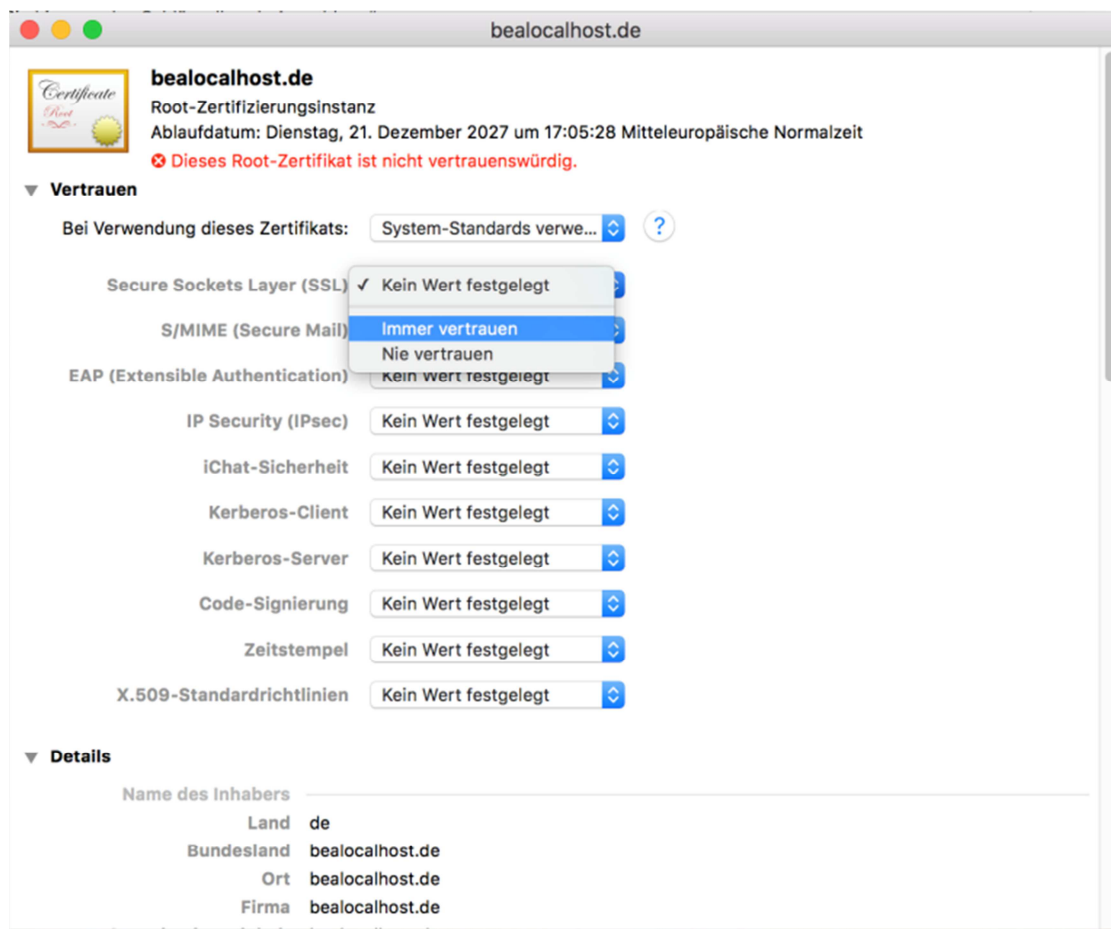 bealocalhost.de
Certificate
Root
bealocalhost.de
Root-Zertifizierungsinstanz
Ablaufdatum: Dienstag, 21. Dezember 2027 um 17:05:28 Mitteleuropäische Normalzeit
Dieses Root-Zertifikat ist nicht vertrauenswürdig.
Vertrauen
Bei Verwendung dieses Zertifikats: System-Standards verwe... ?
Secure Sockets Layer (SSL) ✓ Kein Wert festgelegt
S/MIME (Secure Mail) Immer vertrauen
Nie vertrauen
EAP (Extensible Authentication) Kein Wert festgelegt
IP Security (IPsec) Kein Wert festgelegt
iChat-Sicherheit Kein Wert festgelegt
Kerberos-Client Kein Wert festgelegt
Kerberos-Server Kein Wert festgelegt
Code-Signierung Kein Wert festgelegt
Zeitstempel Kein Wert festgelegt
X.509-Standardrichtlinien Kein Wert festgelegt
Details
Name des Inhabers
Land de
Bundesland bealocalhost.de
Ort bealocalhost.de
Firma bealocalhost.de